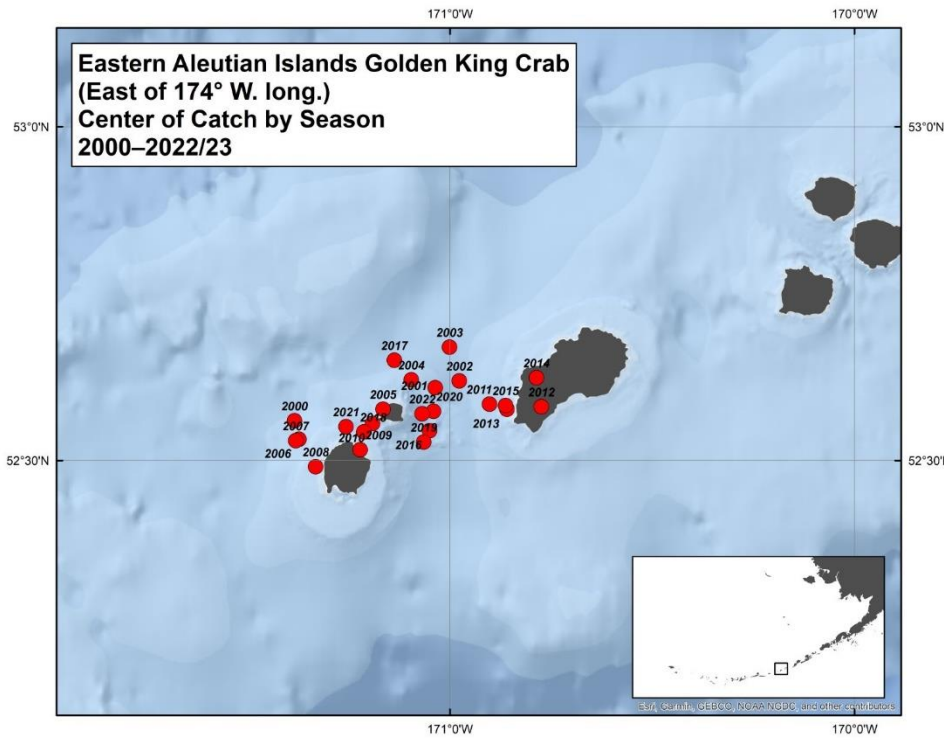 171°0'W
170°0'W
Eastern Aleutian Islands Golden King Crab
(East of 174° W. long.)
Center of Catch by Season
2000–2022/23
53°0'N
53°0'N
2003
2017
2004
2002
2014
2001
2011
2015
2005
2012
2022
2020
2000
2021
2018
2013
2007
2019
2006
2010
2009
2016
2008
52°30'N
52°30'N
Esri, Garmin, GEBCO, NOAA NGDC, and other contributors
171°0'W
170°0'W